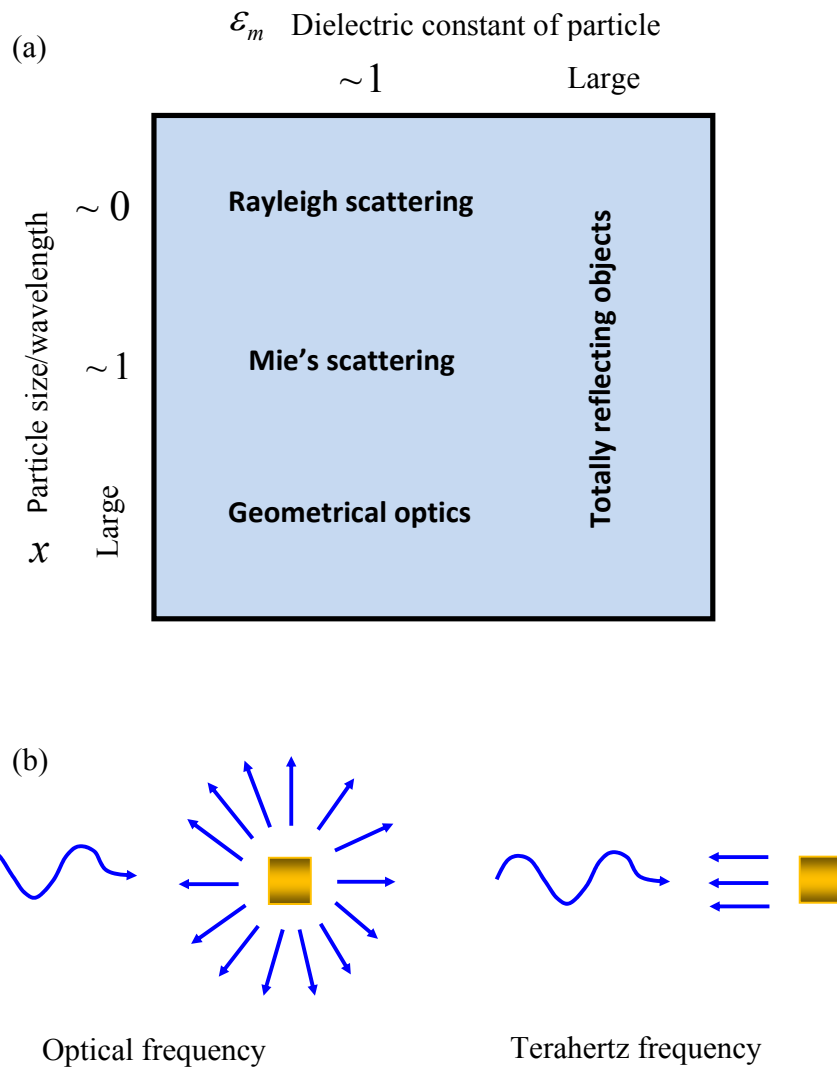 (a)
εm Dielectric constant of particle
~1 Large
x Particle size/wavelength
~ 0
~ 1
Large
Rayleigh scattering
Mie's scattering
Geometrical optics
Totally reflecting objects
(b)
Optical frequency
Terahertz frequency